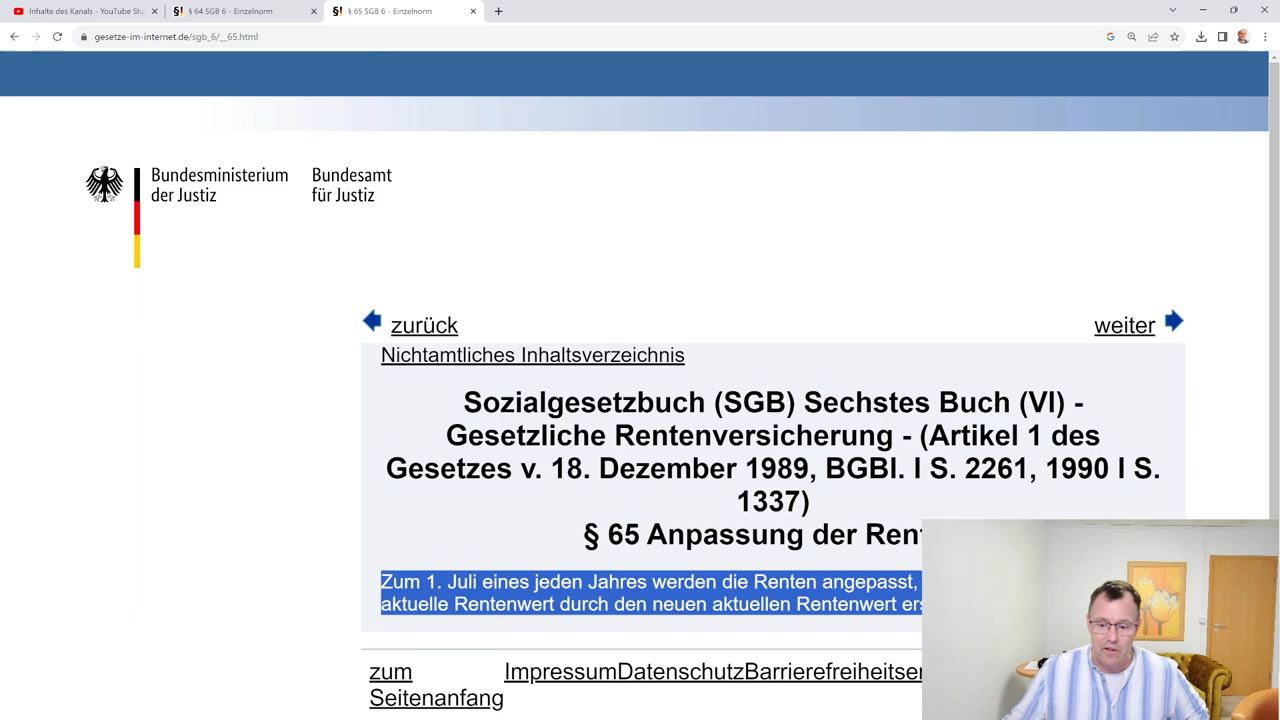 Inhalte des Kanals - YouTube Stu
§ 64 SGB 6 - Einzelnorm
§ 65 SGB 6 - Einzelnorm
gesetze-im-internet.de/sgb_6/__65.html
Bundesministerium
der Justiz
Bundesamt
für Justiz
zurück
weiter
Nichtamtliches Inhaltsverzeichnis
Sozialgesetzbuch (SGB) Sechstes Buch (VI) -
Gesetzliche Rentenversicherung - (Artikel 1 des
Gesetzes v. 18. Dezember 1989, BGBl. I S. 2261, 1990 I S.
1337)
§ 65 Anpassung der Ren
Zum 1. Juli eines jeden Jahres werden die Renten angepasst,
aktuelle Rentenwert durch den neuen aktuellen Rentenwert ers
zum
Seitenanfang
ImpressumDatenschutzBarrierefreiheitser